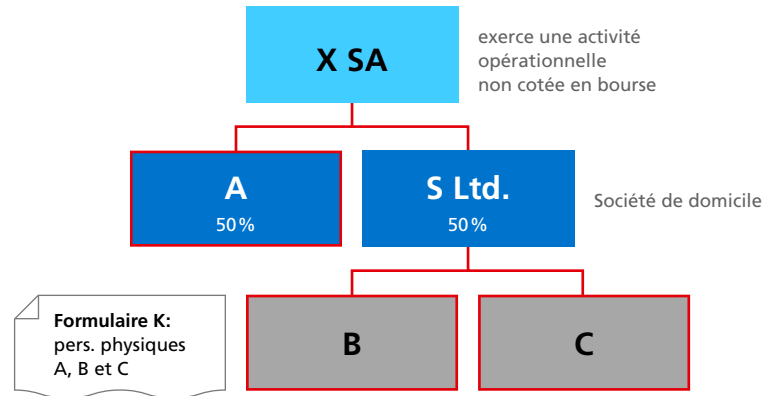 X SA
exerce une activité
opérationnelle
non cotée en bourse
A
50%
S Ltd.
50%
Société de domicile
Formulaire K:
pers. physiques
A, B et C
B
C